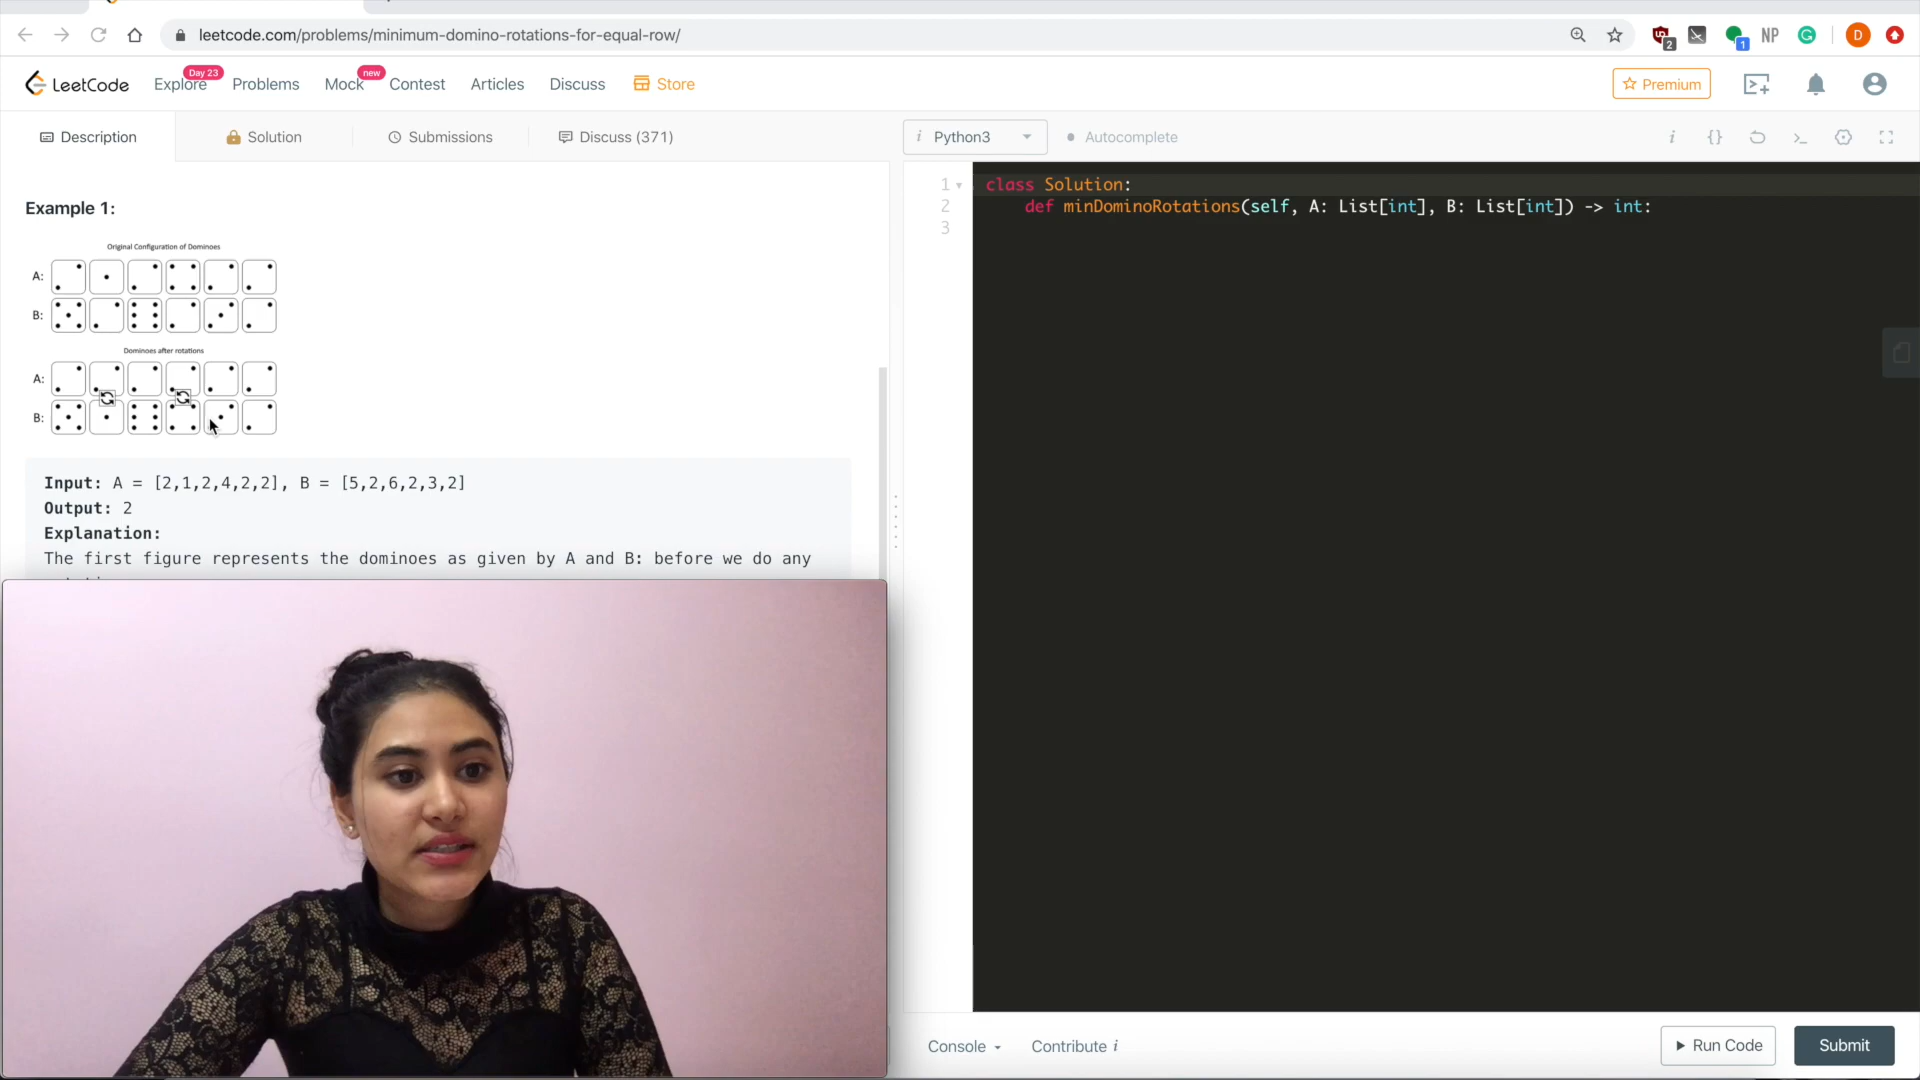 leetcode.com/problems/minimum-domino-rotations-for-equal-row/
2
1
NP
D
LeetCode
Explore
Day 23
Problems
Mock
new
Contest
Articles
Discuss
Store
Premium
Description
Solution
Submissions
Discuss (371)
i Python3
Autocomplete
i {} >_
Example 1:
Original Configuration of Dominoes
A:
B:
Dominoes after rotations
A:
B:
Input: A = [2,1,2,4,2,2], B = [5,2,6,2,3,2]
Output: 2
Explanation:
The first figure represents the dominoes as given by A and B: before we do any
1 class Solution:
2 def minDominoRotations(self, A: List[int], B: List[int]) -> int:
3
Console
Contribute i
Run Code
Submit